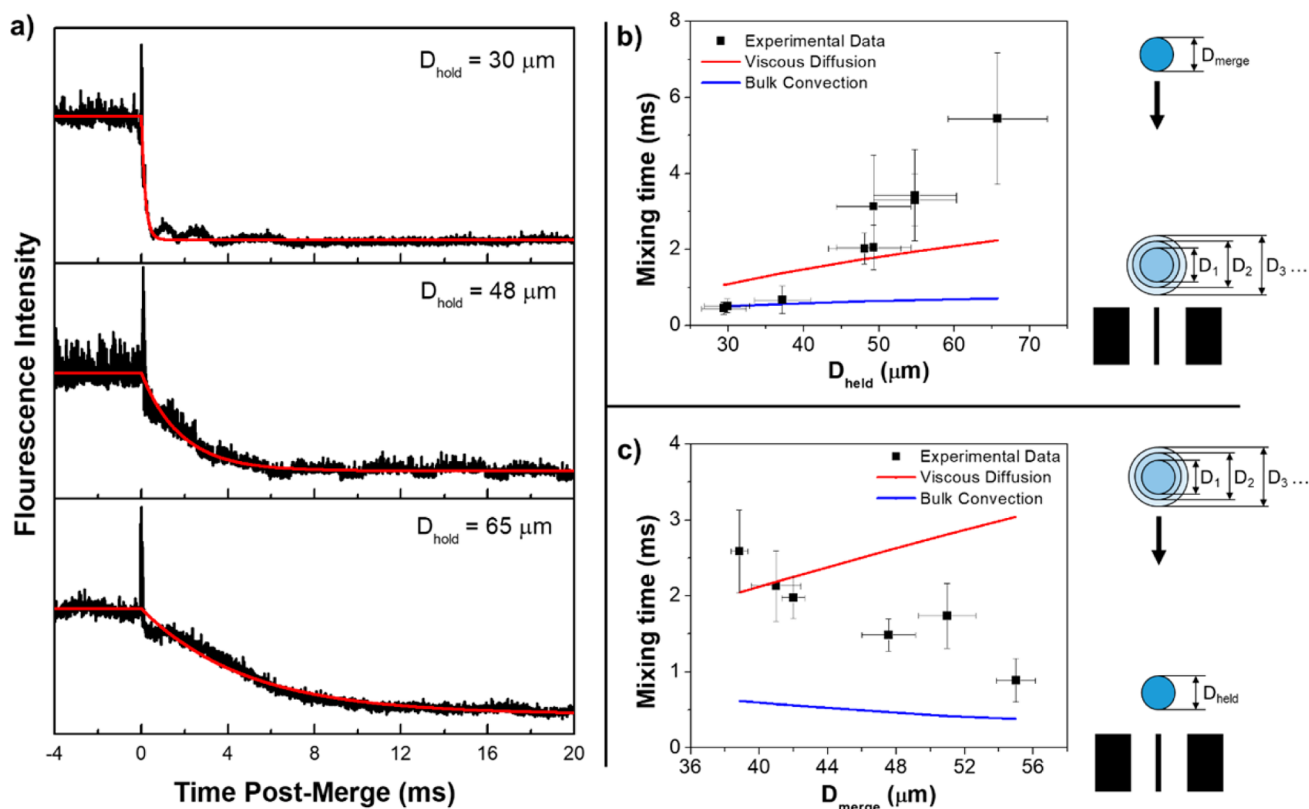 a)
D_hold = 30 μm
D_hold = 48 μm
D_hold = 65 μm
Flourescence Intensity
-4 0 4 8 12 16 20
Time Post-Merge (ms)
b)
Experimental Data
Viscous Diffusion
Bulk Convection
8
6
4
2
0
Mixing time (ms)
30 40 50 60 70
D_held (μm)
D_merge
D_1 D_2 D_3 ...
c)
Experimental Data
Viscous Diffusion
Bulk Convection
4
3
2
1
0
Mixing time (ms)
36 40 44 48 52 56
D_merge (μm)
D_1 D_2 D_3 ...
D_held